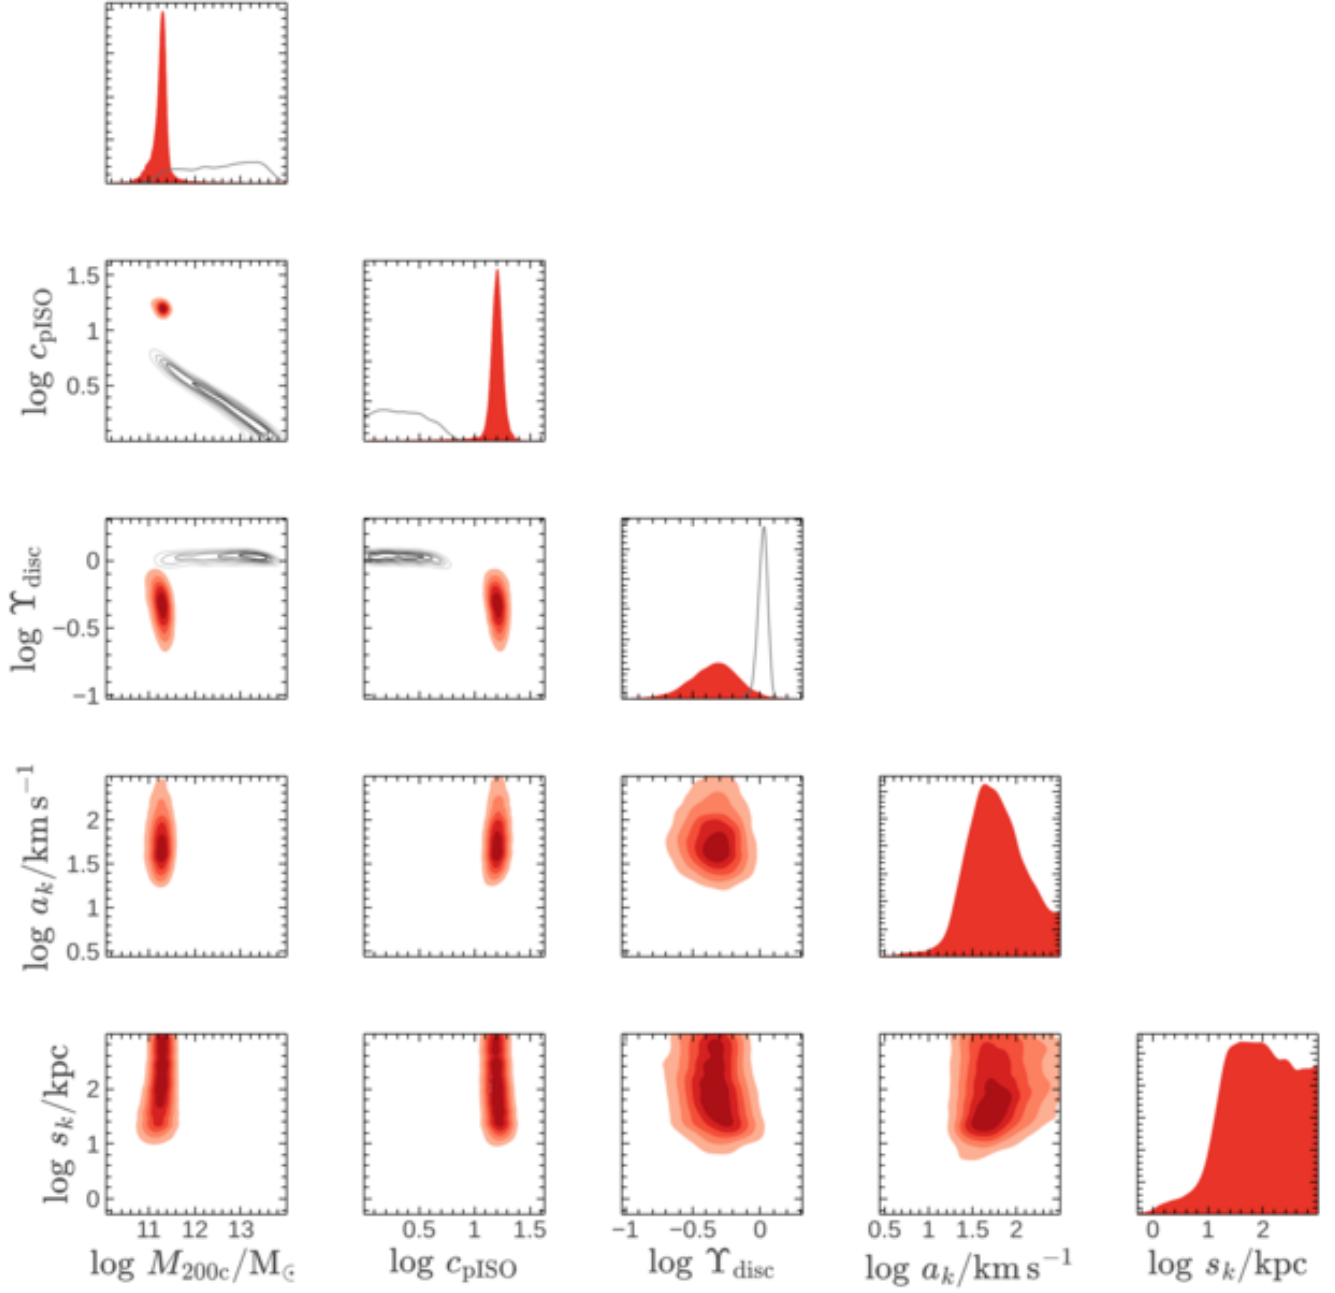 log c_pISO
1.5
1
0.5
log ϒ_disc
0
−0.5
−1
log a_k/km s⁻¹
2
1.5
1
0.5
log s_k/kpc
2
1
0
11 12 13
0.5 1 1.5
−1 −0.5 0
0.5 1 1.5 2
0 1 2
log M_200c/M_⊙
log c_pISO
log ϒ_disc
log a_k/km s⁻¹
log s_k/kpc